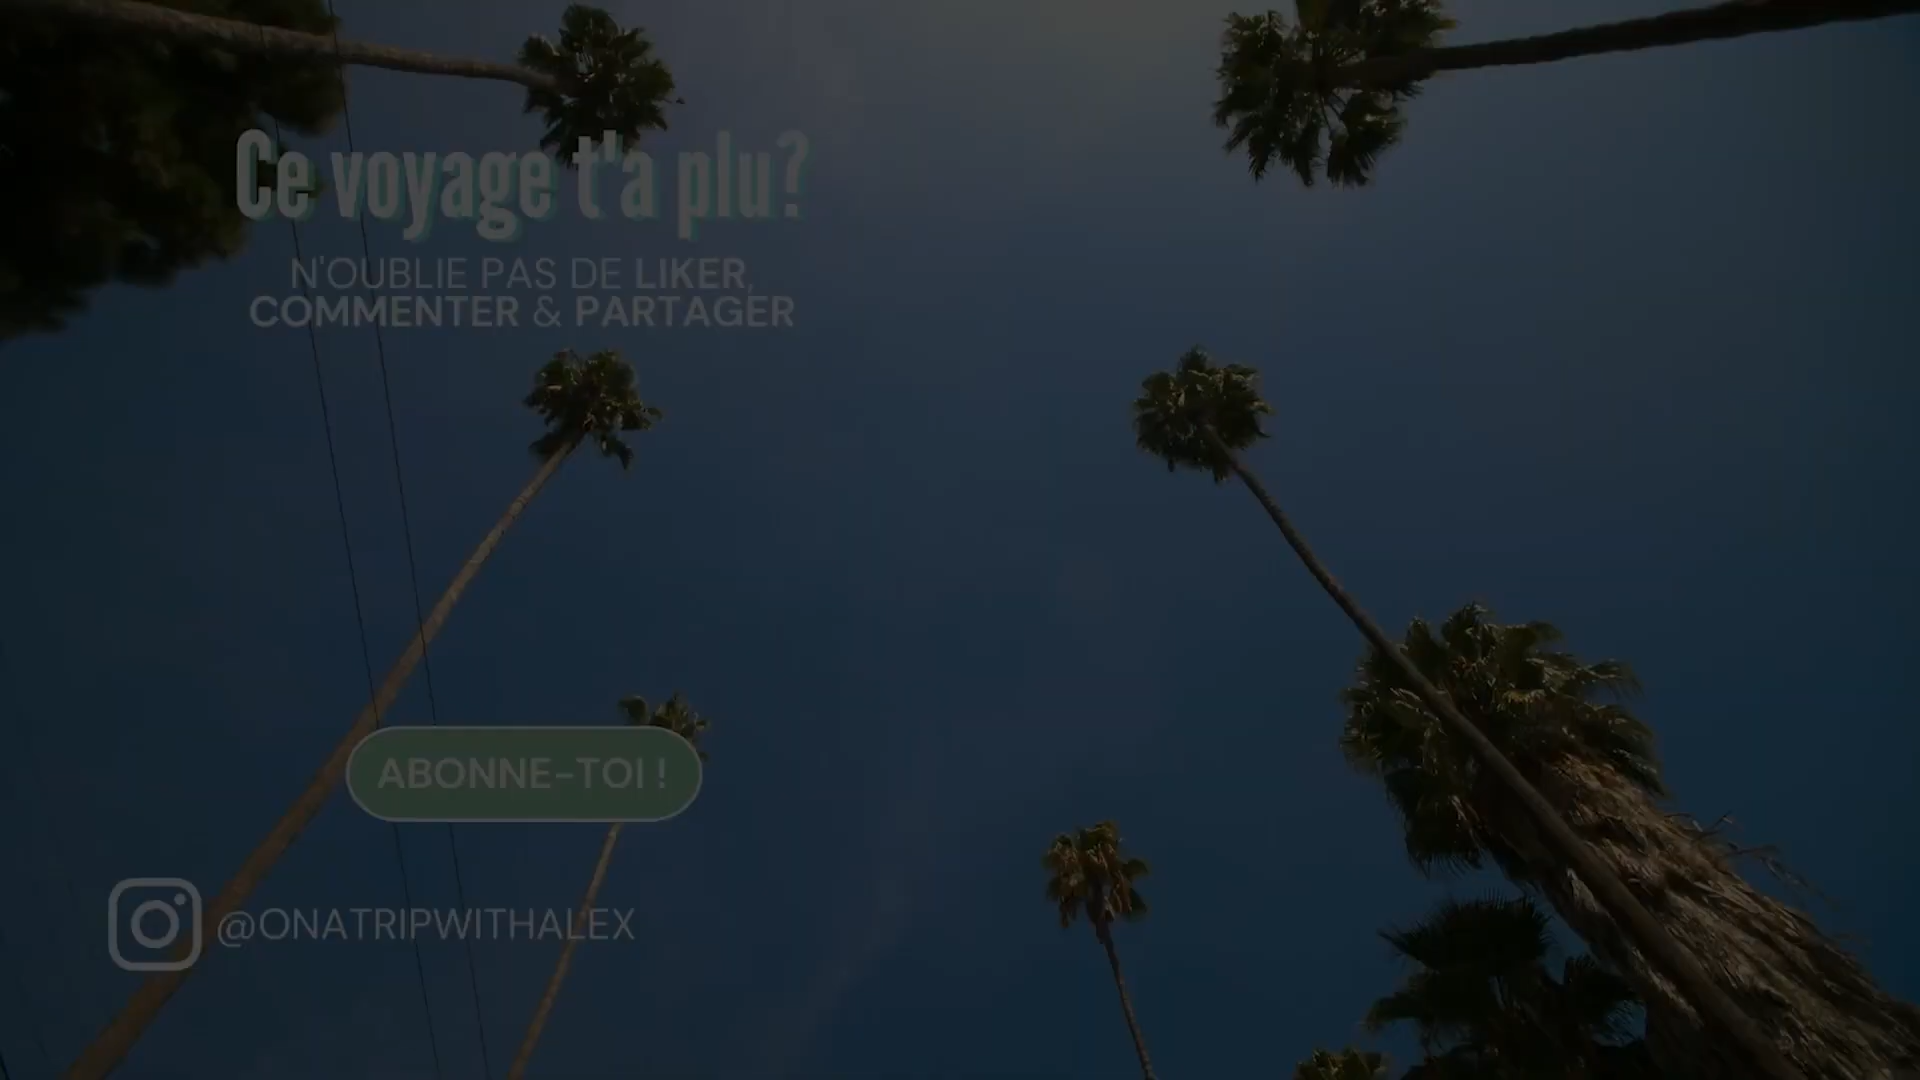 Ce voyage t'a plu?
N'OUBLIE PAS DE LIKER,
COMMENTER & PARTAGER
ABONNE-TOI !
@ONATRIPWITHALEX